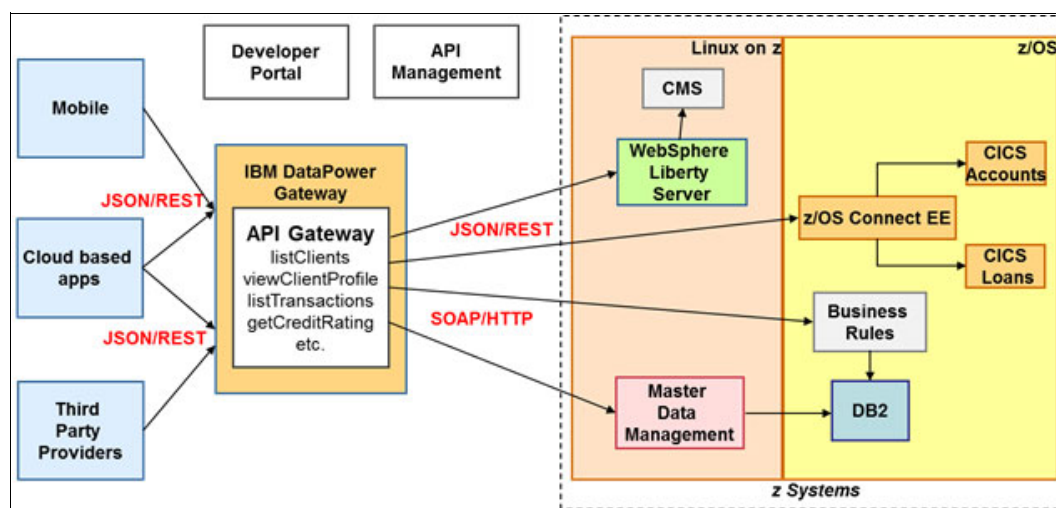 Developer
Portal
API
Management
Linux on z
z/OS
Mobile
CMS
IBM DataPower
Gateway
WebSphere
Liberty
Server
CICS
Accounts
JSON/REST
API Gateway
listClients
viewClientProfile
listTransactions
getCreditRating
etc.
JSON/REST
z/OS Connect EE
Cloud based
apps
CICS
Loans
SOAP/HTTP
Business
Rules
JSON/REST
Third
Party
Providers
Master
Data
Management
DB2
z Systems